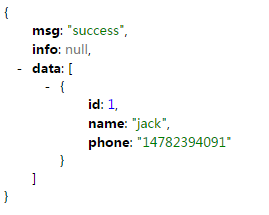 {
msg: "success",
info: null,
- data: [
- {
id: 1,
name: "jack",
phone: "14782394091"
}
]
}